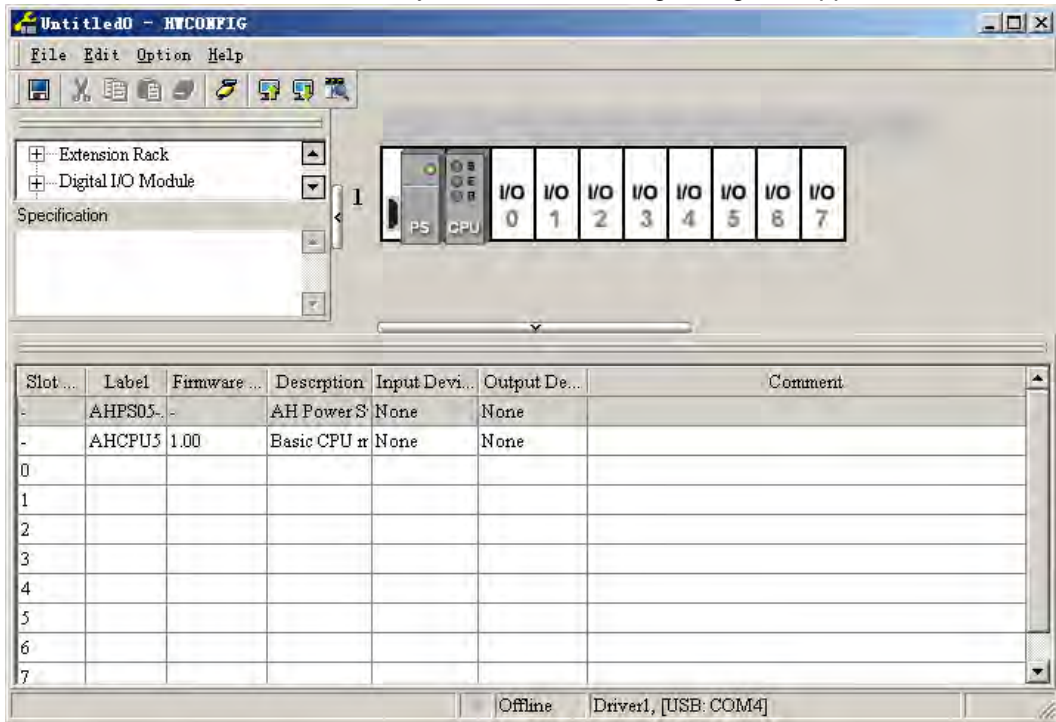 Untitled0 - HWCONFIG
File Edit Option Help
Extension Rack
Digital I/O Module
Specification
1
PS CPU I/O 0 I/O 1 I/O 2 I/O 3 I/O 4 I/O 5 I/O 6 I/O 7
S
E
B
Slot ... Label Firmware ... Descrption Input Devi... Output De... Comment
- AHPS05-. - AH Power S None None
- AHCPU5 1.00 Basic CPU m None None
0
1
2
3
4
5
6
7
Offline Driver1, [USB: COM4]